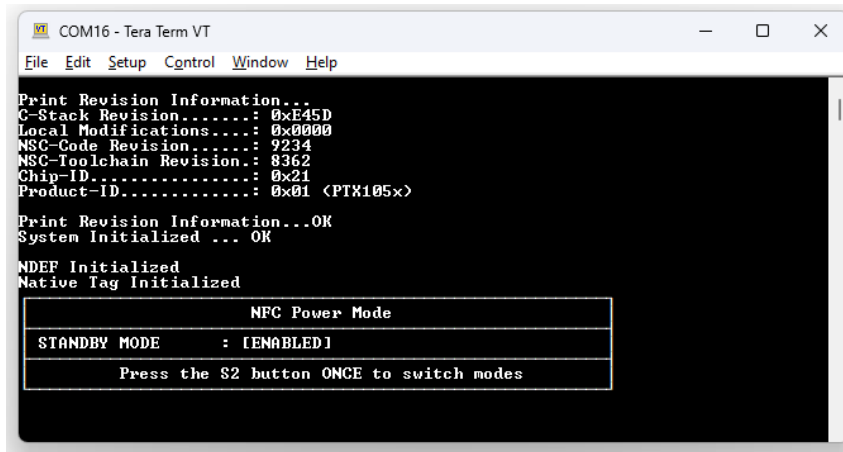 COM16 - Tera Term VT
File Edit Setup Control Window Help
Print Revision Information...
C-Stack Revision.......: 0xE45D
Local Modifications....: 0x0000
NSC-Code Revision......: 9234
NSC-Toolchain Revision.: 8362
Chip-ID................: 0x21
Product-ID.............: 0x01 (PTX105x)
Print Revision Information...OK
System Initialized ... OK
NDEF Initialized
Native Tag Initialized
NFC Power Mode
STANDBY MODE : [ENABLED]
Press the S2 button ONCE to switch modes